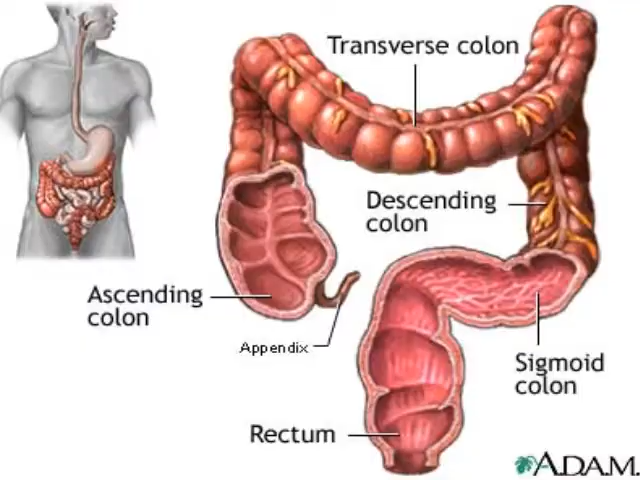 Transverse colon
Descending
colon
Ascending
colon
Appendix
Sigmoid
colon
Rectum
A.D.A.M.